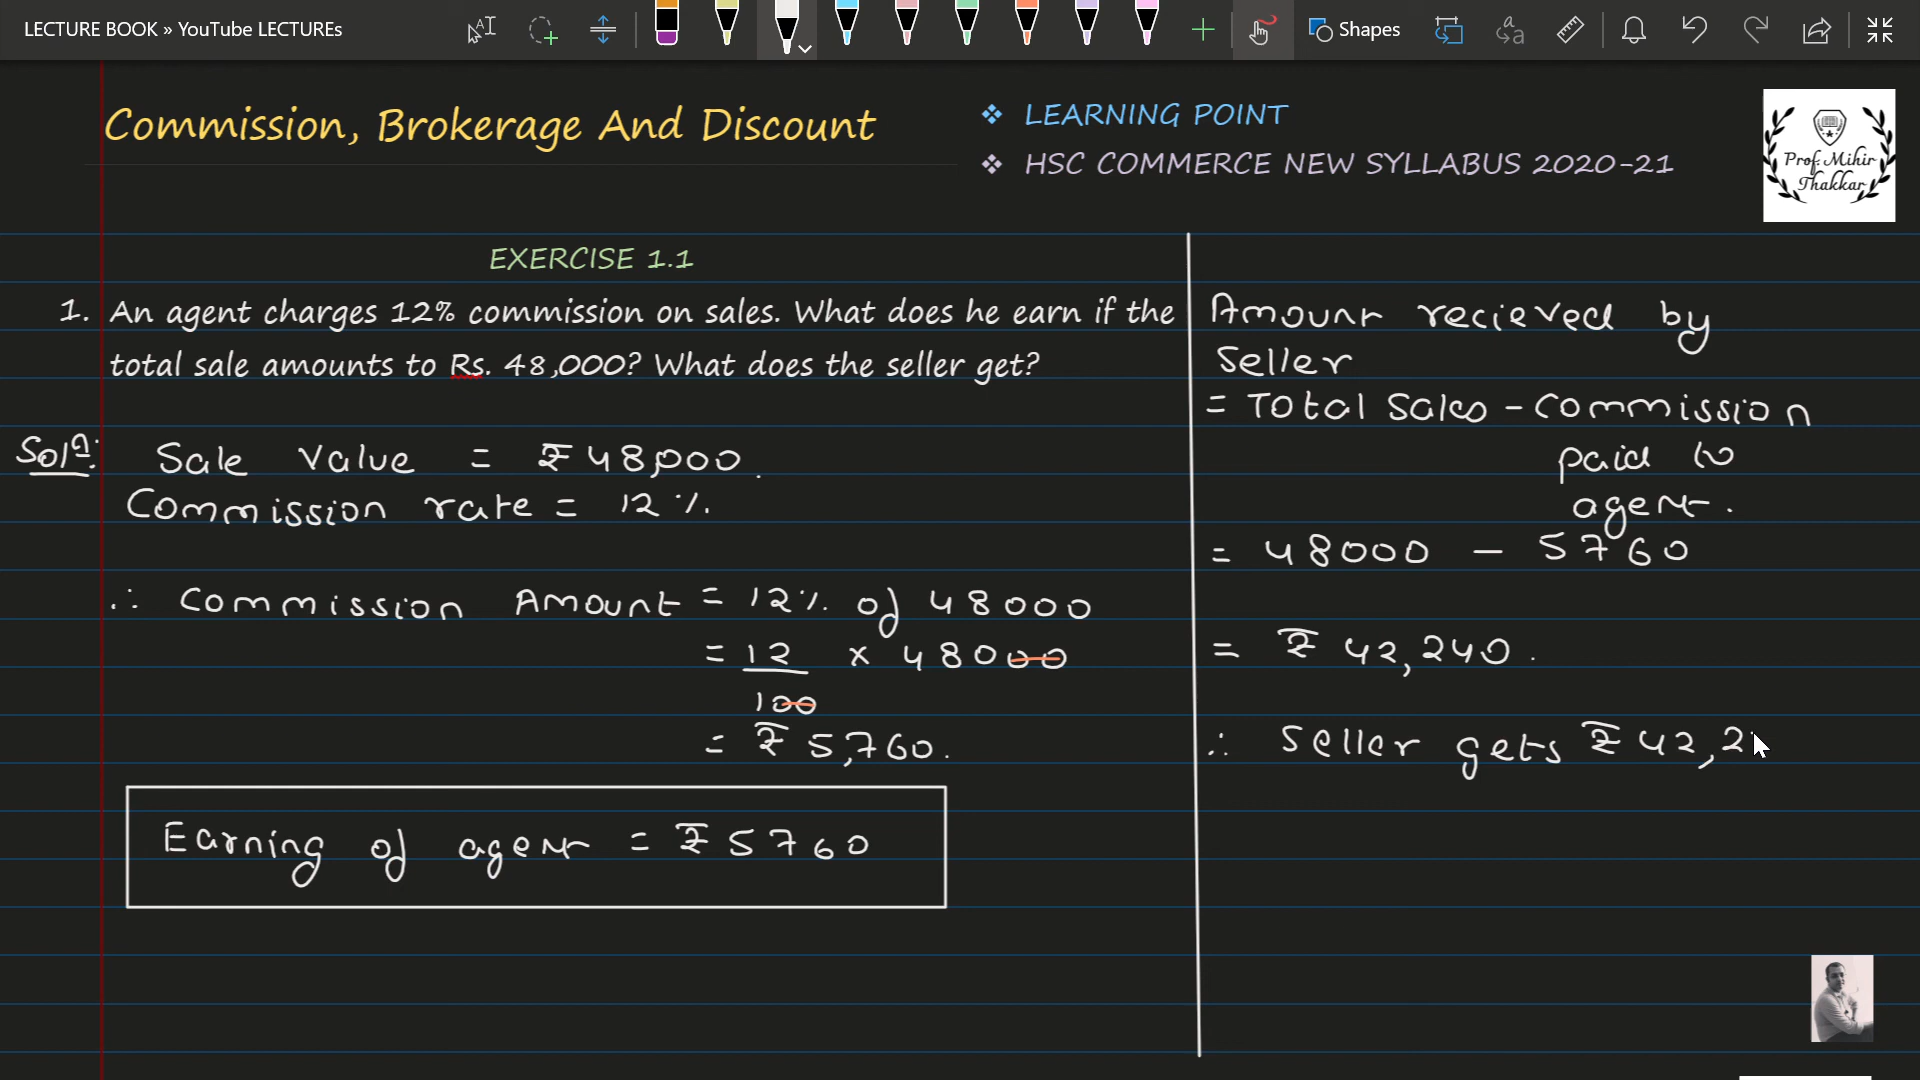 LECTURE BOOK » YouTube LECTUREs
Shapes
Commission, Brokerage And Discount
❖ LEARNING POINT
❖ HSC COMMERCE NEW SYLLABUS 2020-21
Prof. Mihir
Thakkar
EXERCISE 1.1
1. An agent charges 12% commission on sales. What does he earn if the
total sale amounts to Rs. 48,000? What does the seller get?
Solⁿ:
Sale Value = ₹ 48,000.
Commission rate = 12%.
∴ Commission Amount = 12% of 48000
= 12 × 48000
100
= ₹ 5,760.
Earning of agent = ₹ 5760
Amount recieved by
Seller
= Total Sales - Commission
paid to
agent.
= 48000 - 5760
= ₹ 42,240.
∴ Seller gets ₹ 42,2